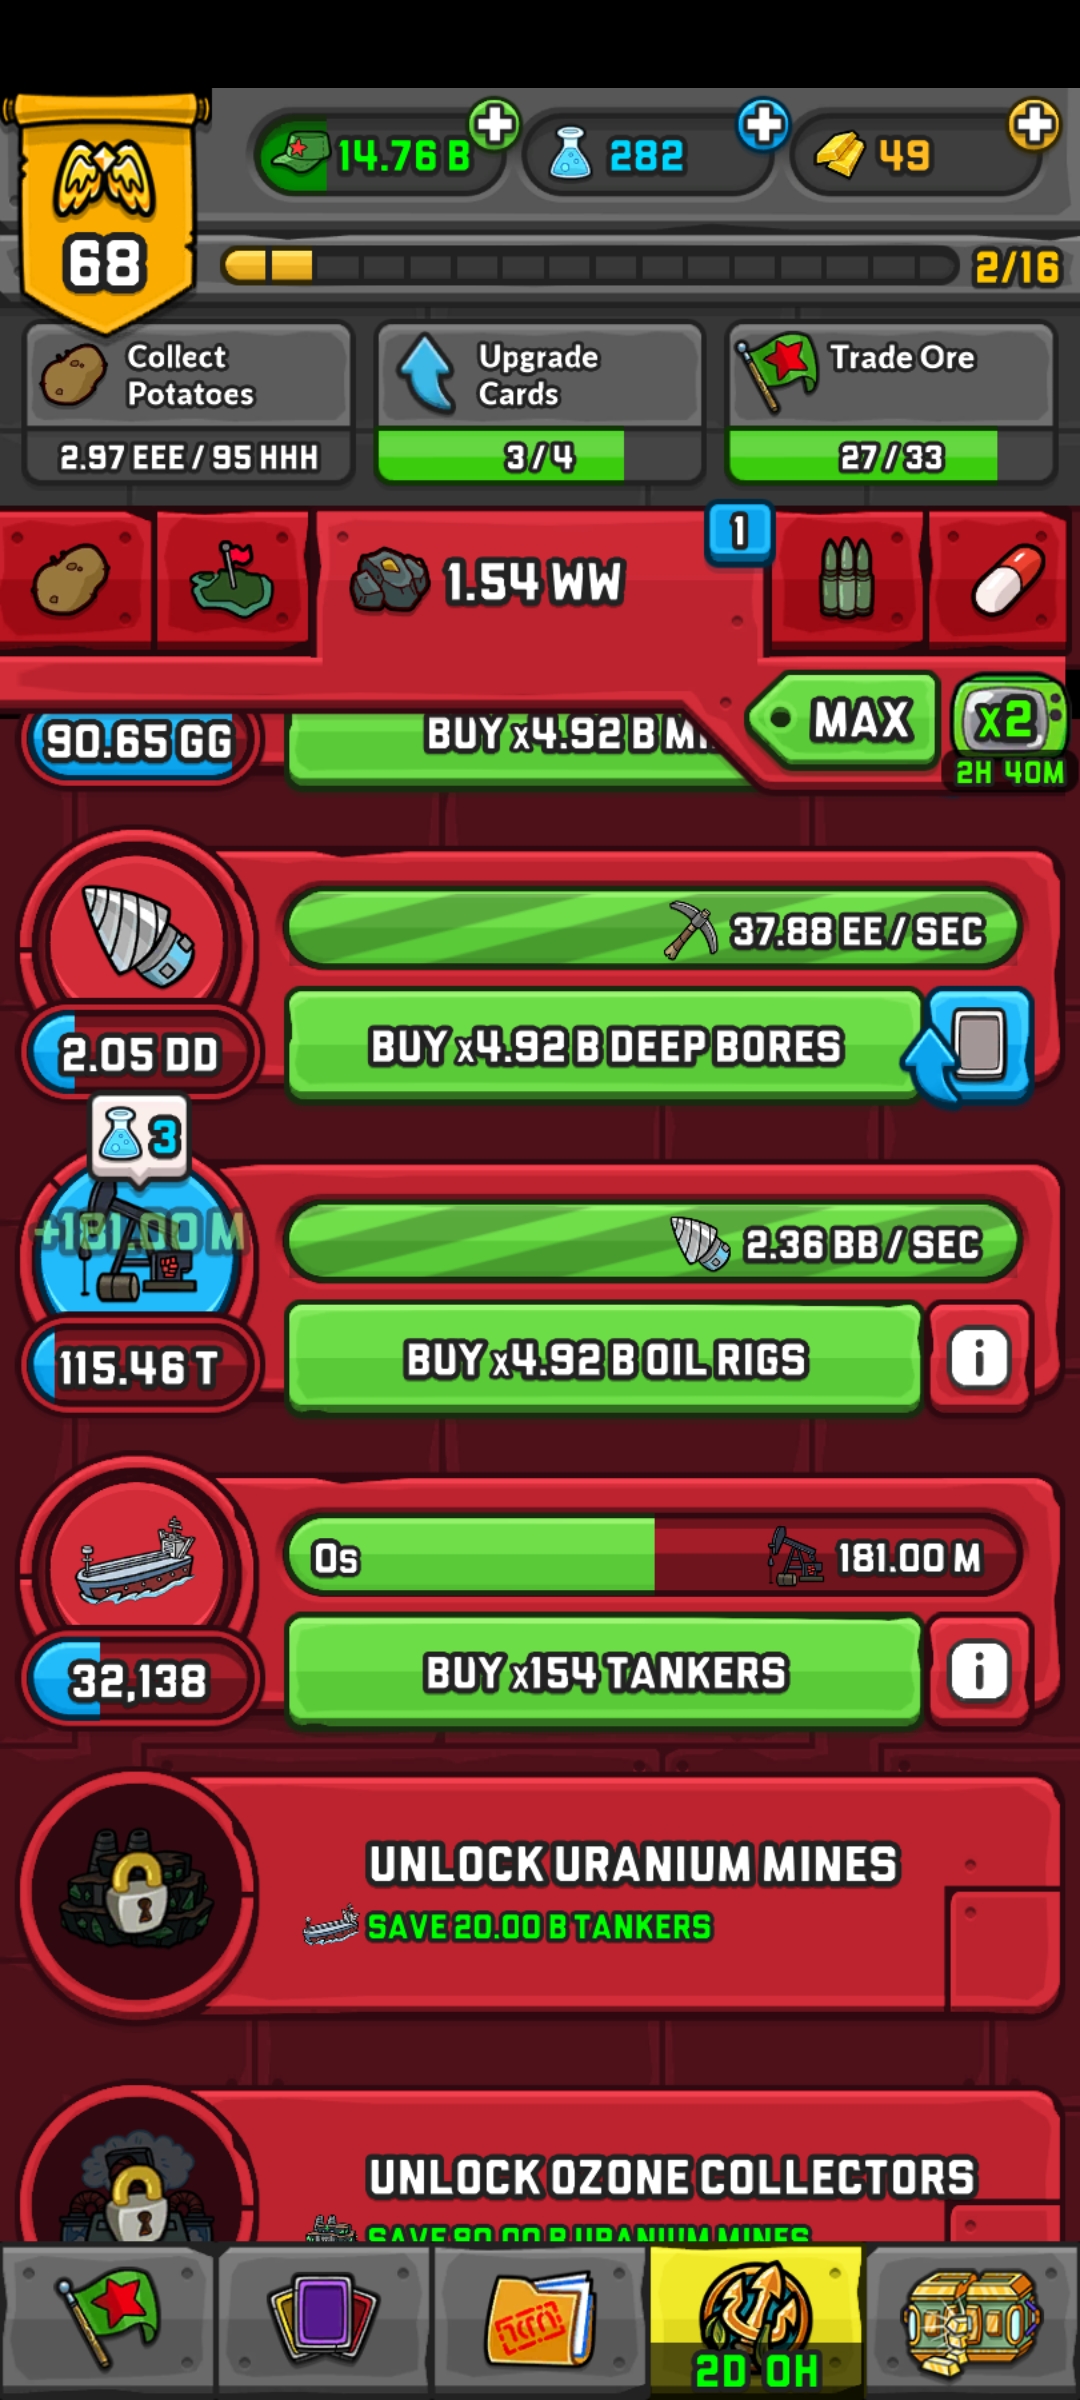 14.76 B
282
49
68
2/16
Collect
Potatoes
2.97 EEE / 95 HHH
Upgrade
Cards
3/4
Trade Ore
27/33
1.54 WW
1
MAX
x2
2H 40M
90.65 GG
BUY x4.92 B
37.88 EE / SEC
2.05 DD
BUY x4.92 B DEEP BORES
3
+181.00 M
2.36 BB / SEC
115.46 T
BUY x4.92 B OIL RIGS
i
0s
181.00 M
32,138
BUY x154 TANKERS
i
UNLOCK URANIUM MINES
SAVE 20.00 B TANKERS
UNLOCK OZONE COLLECTORS
SAVE 80.00 B URANIUM MINES
2D 0H